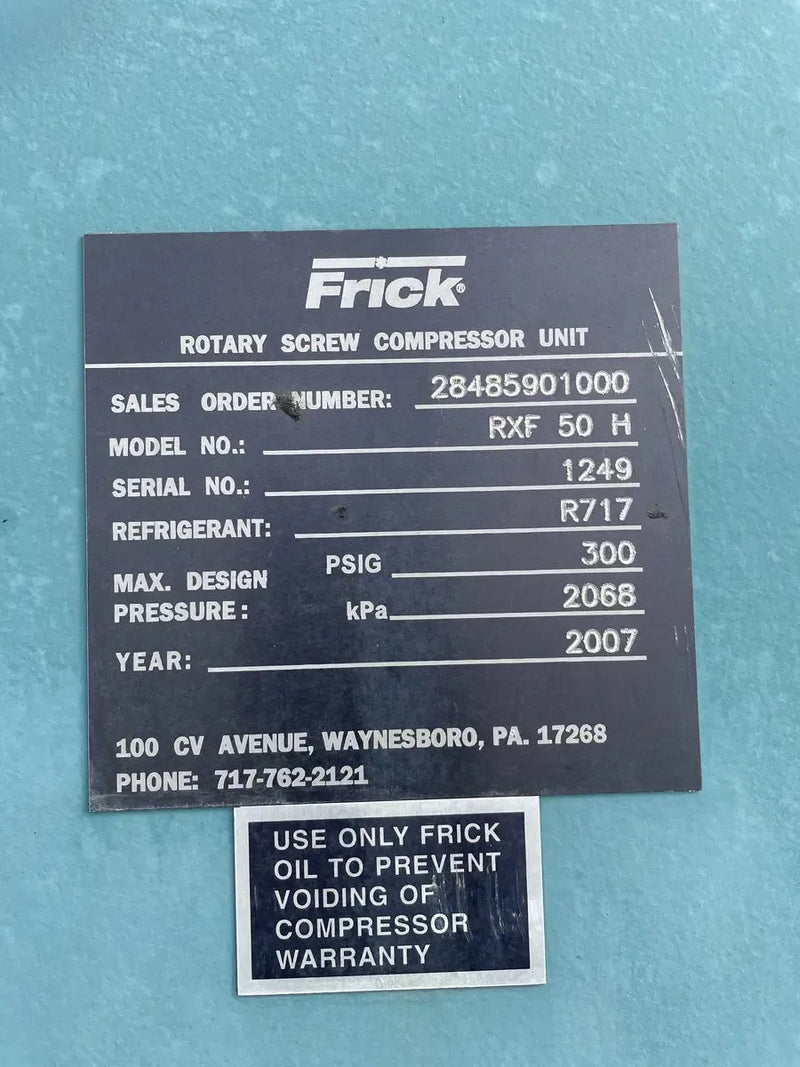 Frick®
ROTARY SCREW COMPRESSOR UNIT
SALES ORDER NUMBER: 28485901000
MODEL NO.: RXF 50 H
SERIAL NO.: 1249
REFRIGERANT: R717
MAX. DESIGN PRESSURE: PSIG 300
kPa 2068
YEAR: 2007
100 CV AVENUE, WAYNESBORO, PA. 17268
PHONE: 717-762-2121
USE ONLY FRICK
OIL TO PREVENT
VOIDING OF
COMPRESSOR
WARRANTY